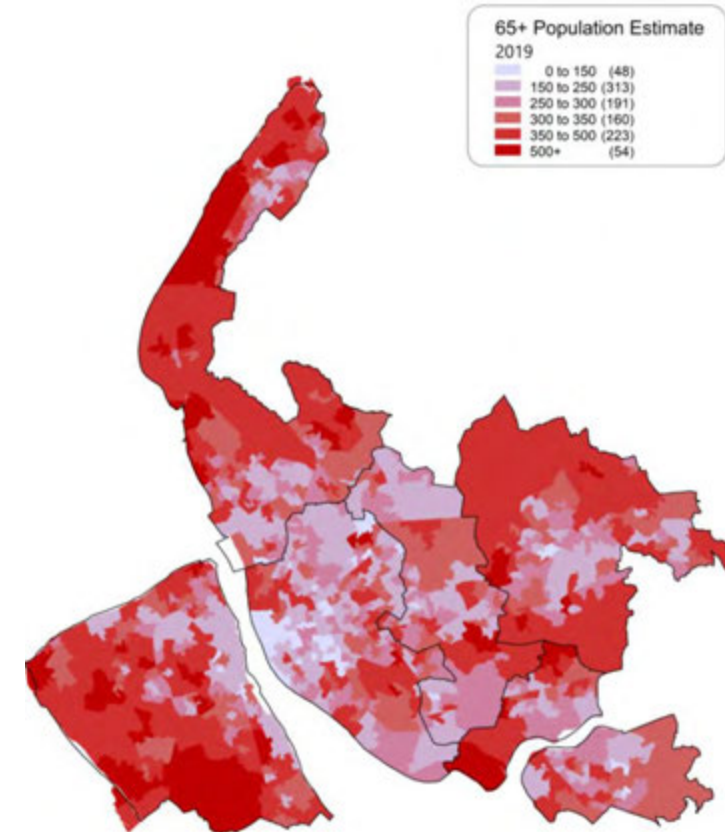 65+ Population Estimate
2019
0 to 150 (48)
150 to 250 (313)
250 to 300 (191)
300 to 350 (160)
350 to 500 (223)
500+ (54)